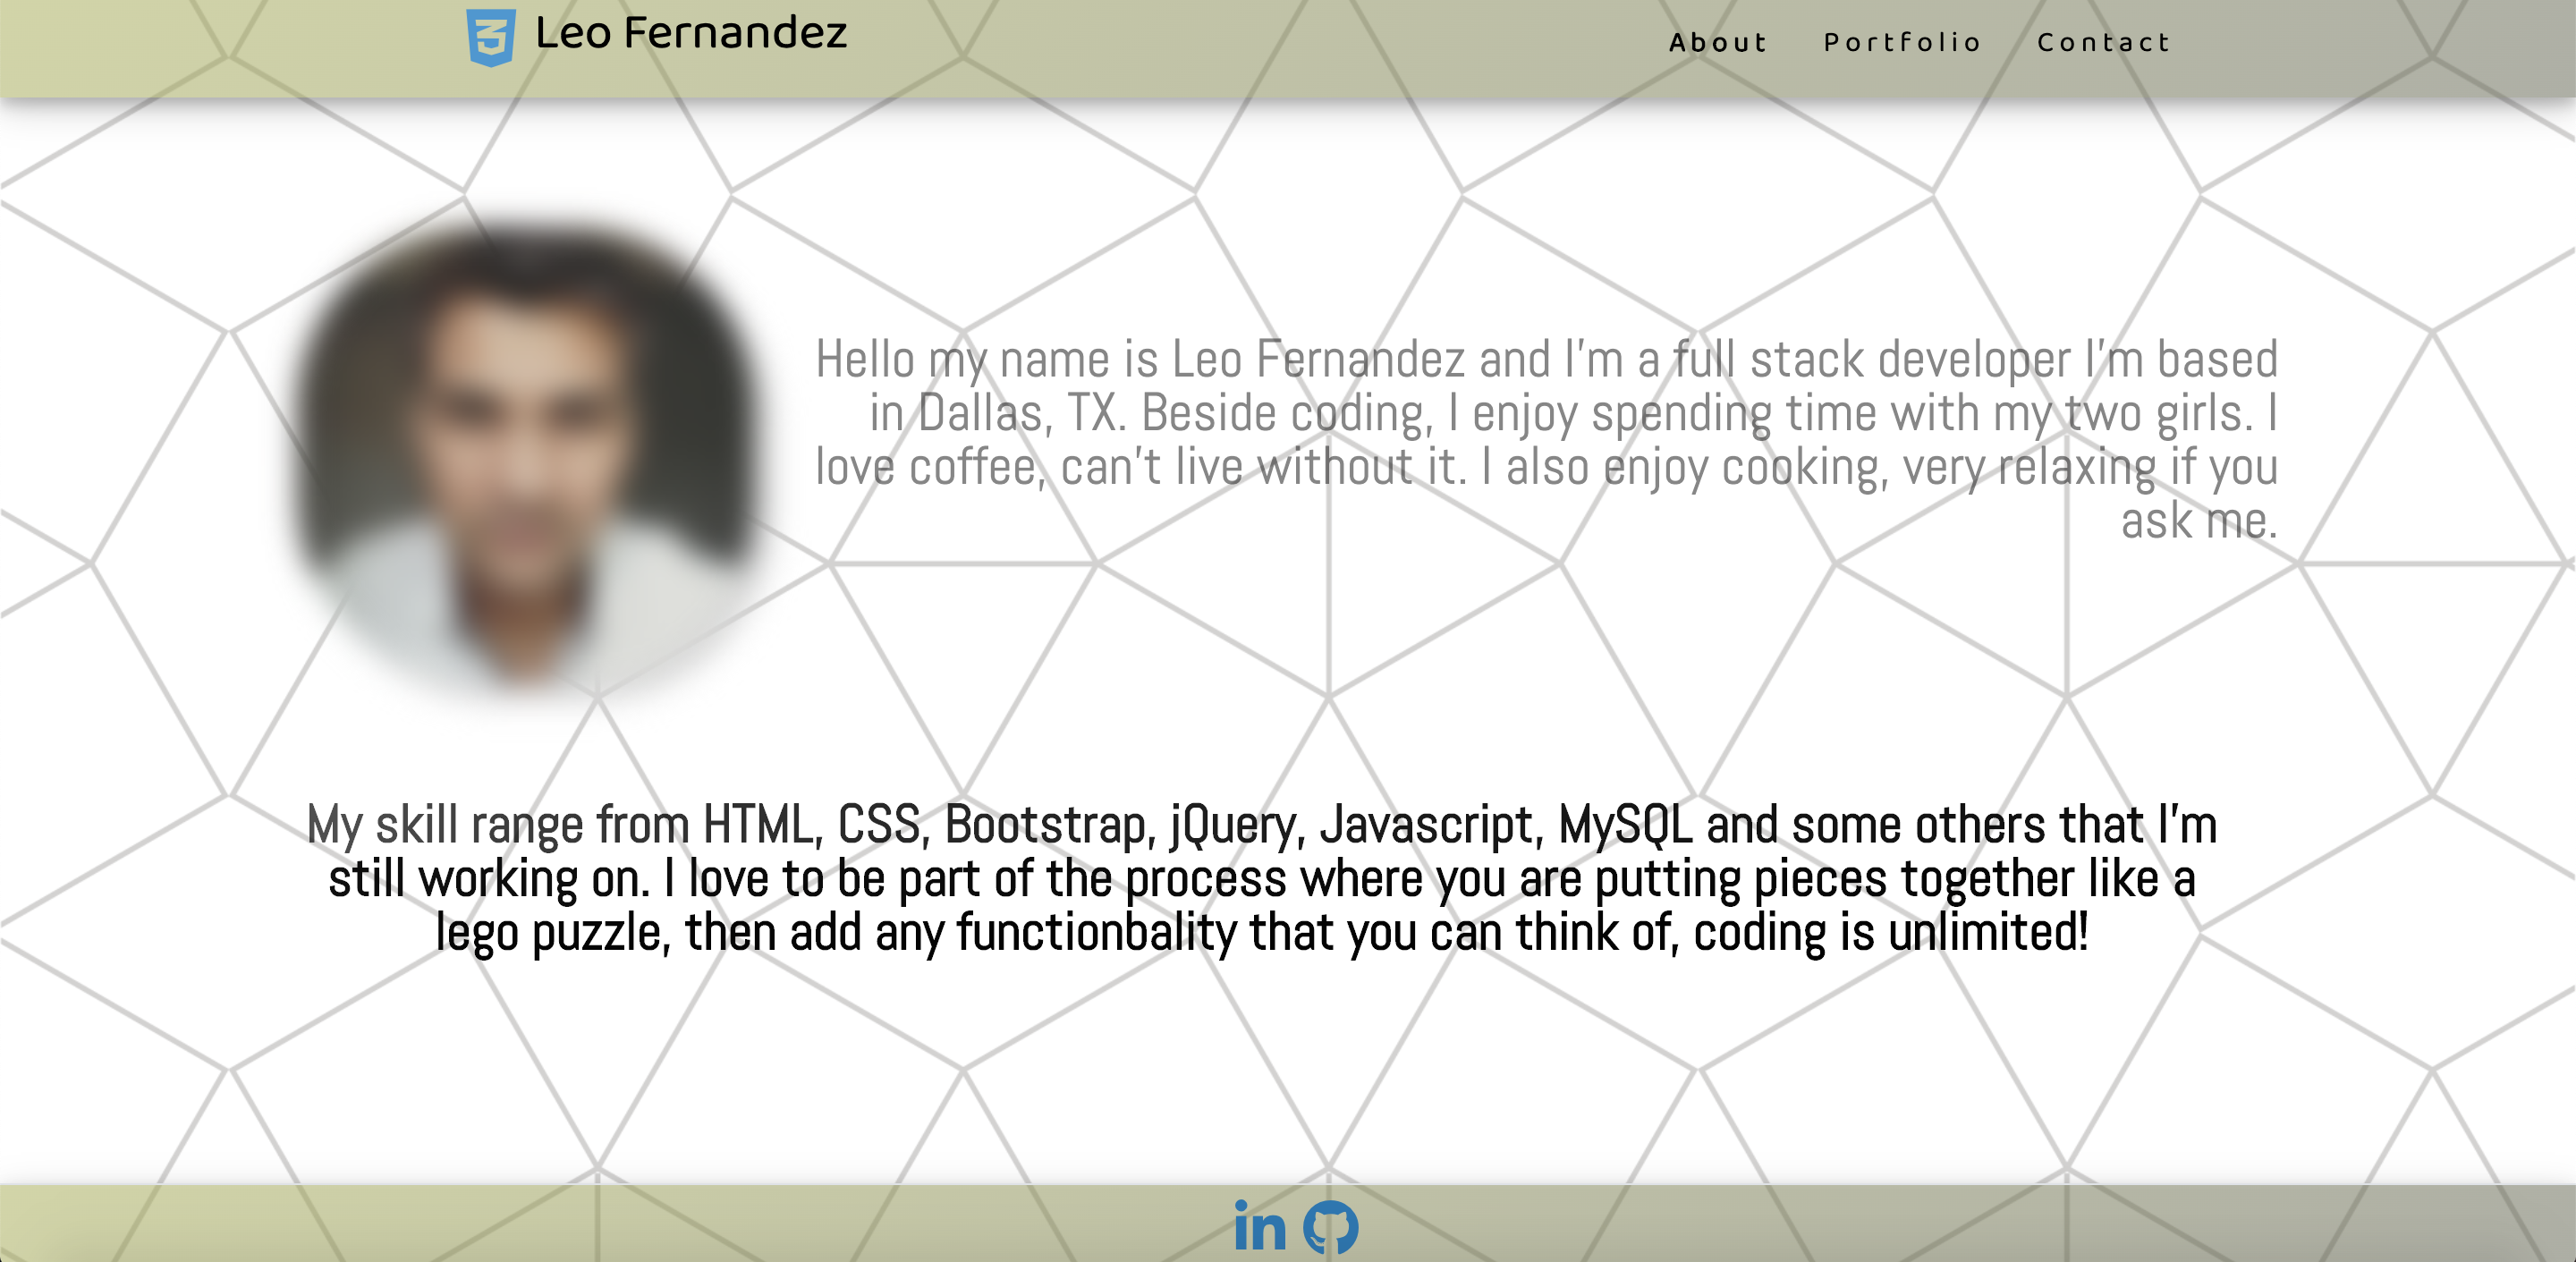 Leo Fernandez
About Portfolio Contact
Hello my name is Leo Fernandez and I'm a full stack developer I'm based
in Dallas, TX. Beside coding, I enjoy spending time with my two girls. I
love coffee, can't live without it. I also enjoy cooking, very relaxing if you
ask me.
My skill range from HTML, CSS, Bootstrap, jQuery, Javascript, MySQL and some others that I'm
still working on. I love to be part of the process where you are putting pieces together like a
lego puzzle, then add any functionbality that you can think of, coding is unlimited!
in